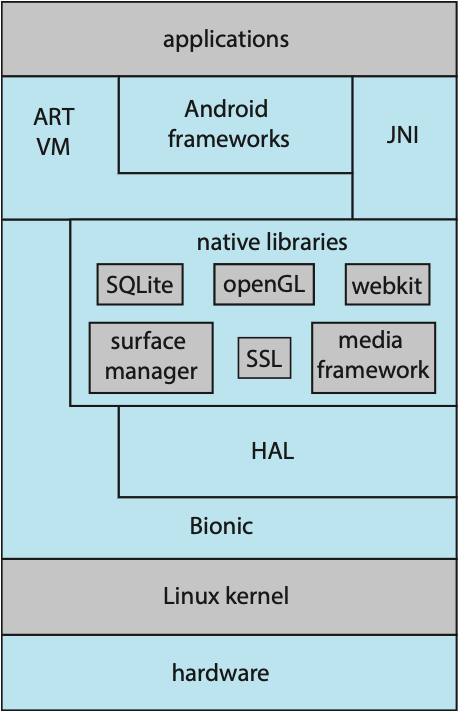 applications
ART
VM
Android
frameworks
JNI
native libraries
SQLite
openGL
webkit
surface
manager
SSL
media
framework
HAL
Bionic
Linux kernel
hardware